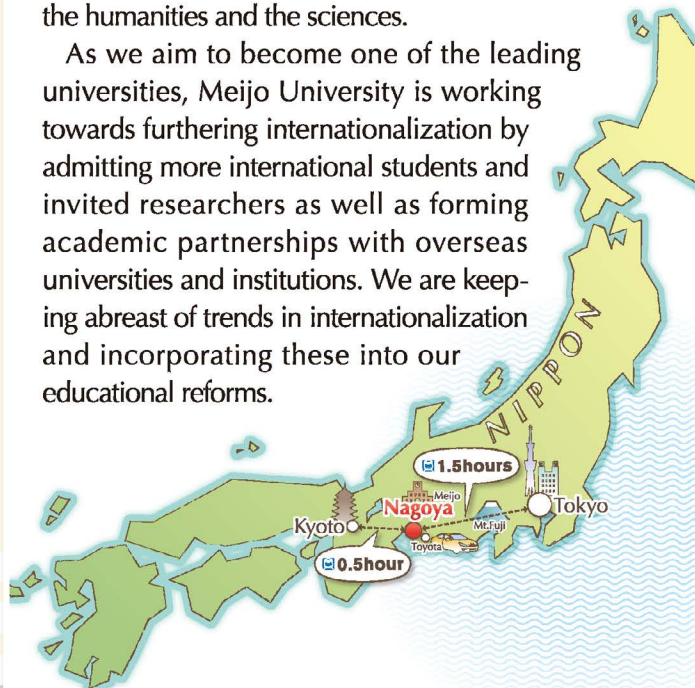 the humanities and the sciences.
As we aim to become one of the leading
universities, Meijo University is working
towards furthering internationalization by
admitting more international students and
invited researchers as well as forming
academic partnerships with overseas
universities and institutions. We are keep-
ing abreast of trends in internationalization
and incorporating these into our
educational reforms.
NIPPON
1.5hours
Meijo
Nagoya
Tokyo
Kyoto
Mt.Fuji
Toyota
0.5hour